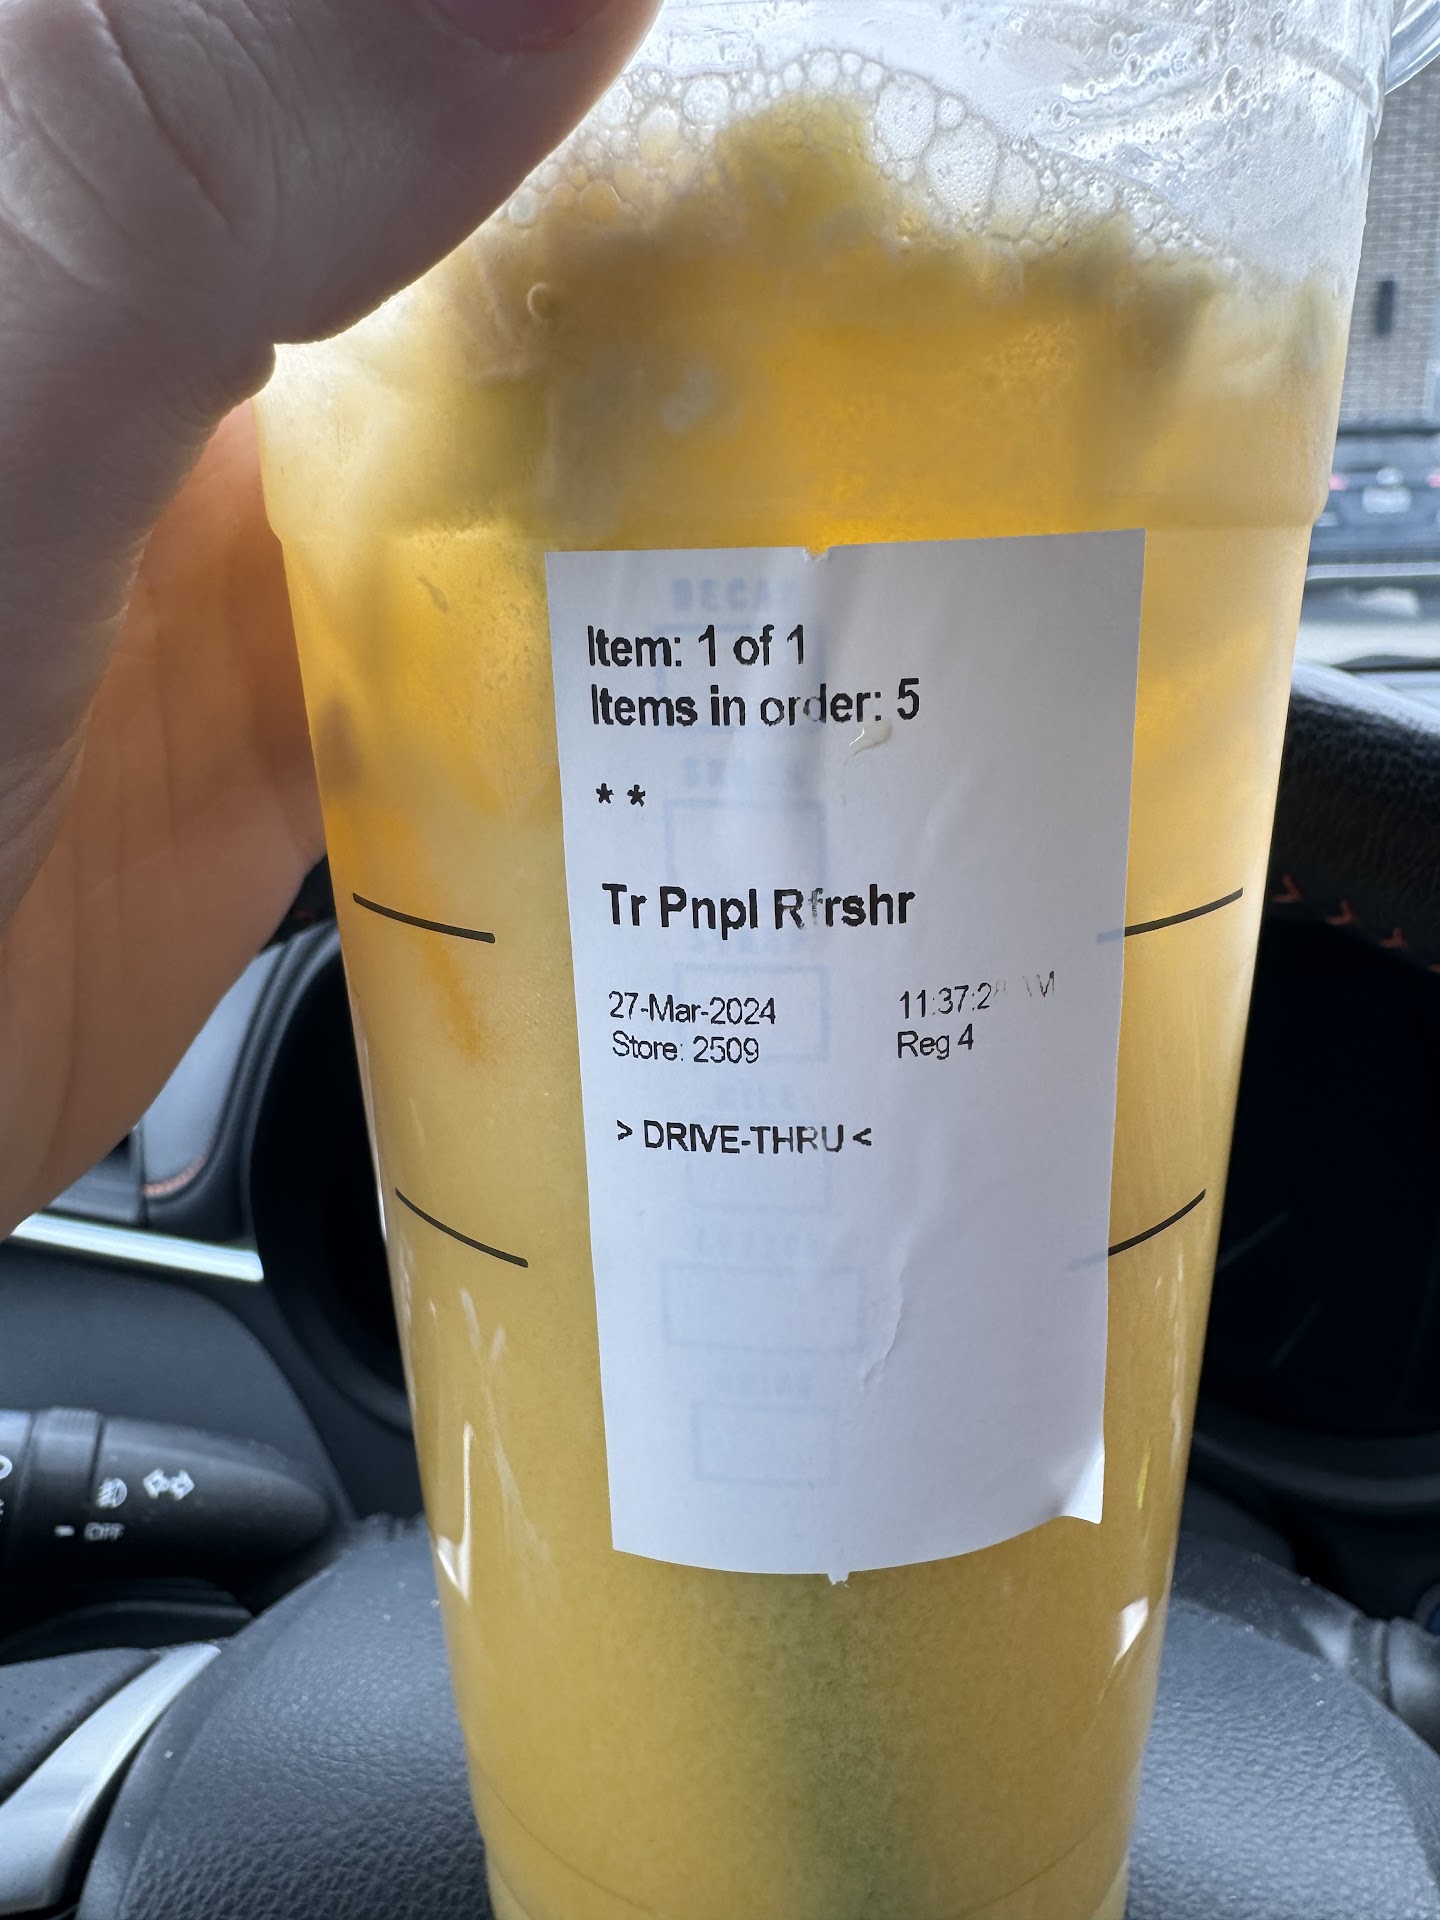 Item: 1 of 1
Items in order: 5
* *
Tr Pnpl Rfrshr
27-Mar-2024
Store: 2509 Reg 4
> DRIVE-THRU <
OFF